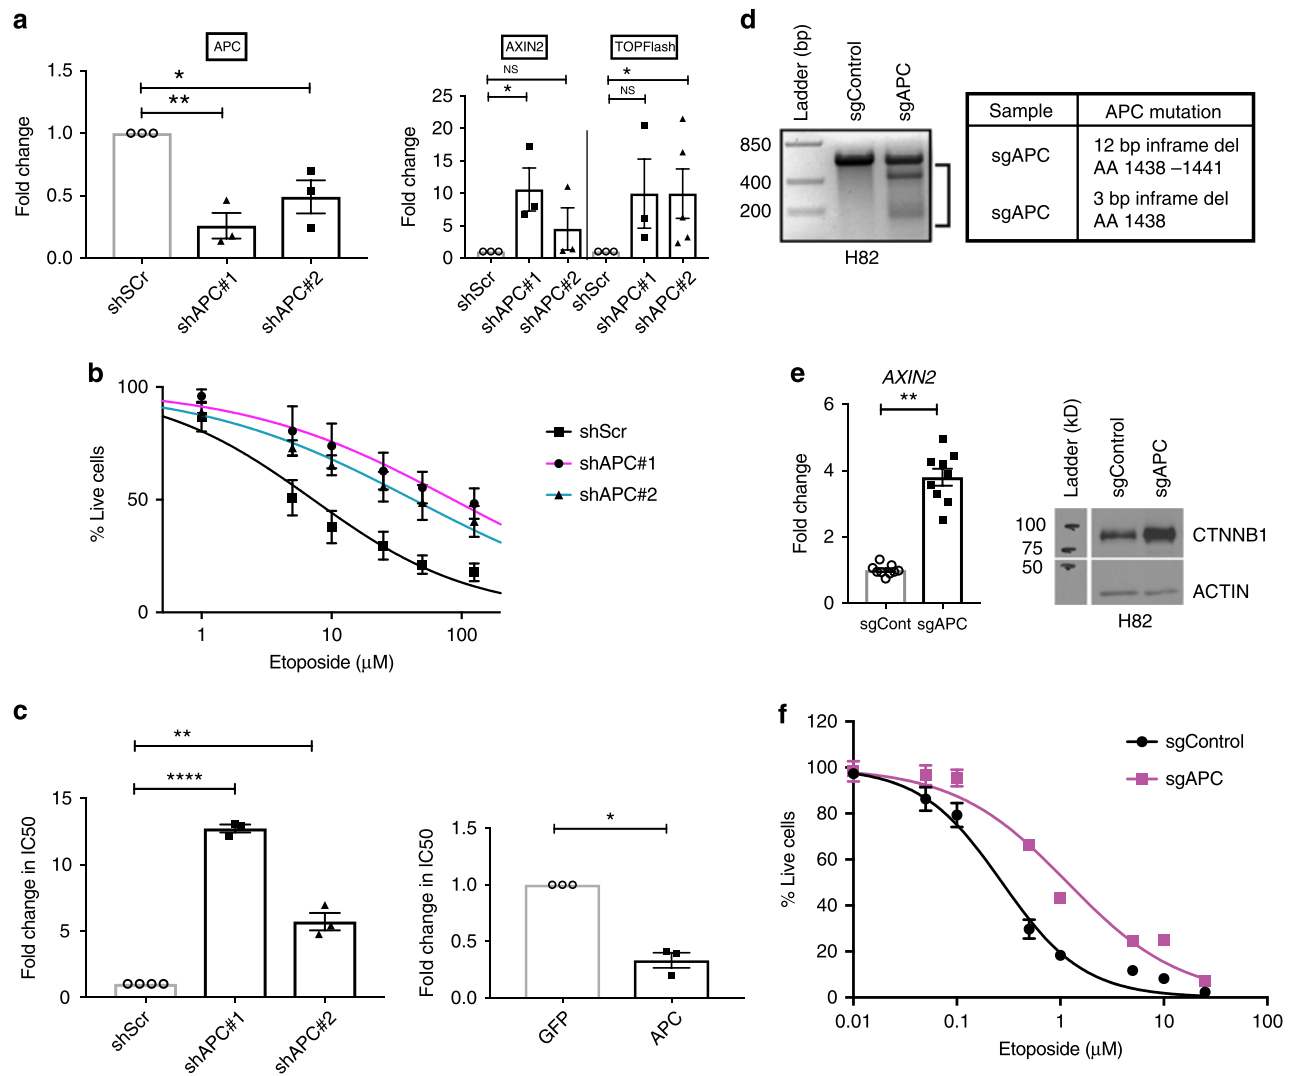 a
APC
1.5
1.0
0.5
0.0
Fold change
*
**
shSCr
shAPC#1
shAPC#2
AXIN2
TOPFlash
NS
*
*
NS
25
20
15
10
5
0
Fold change
shScr
shAPC#1
shAPC#2
shScr
shAPC#1
shAPC#2
d
Ladder (bp)
sgControl
sgAPC
850
400
200
H82
Sample
APC mutation
sgAPC
12 bp inframe del
AA 1438 –1441
sgAPC
3 bp inframe del
AA 1438
b
100
50
0
% Live cells
1
10
100
Etoposide (μM)
shScr
shAPC#1
shAPC#2
e
AXIN2
**
6
4
2
0
Fold change
sgCont
sgAPC
Ladder (kD)
sgControl
sgAPC
100
75
50
CTNNB1
ACTIN
H82
c
**
****
15
10
5
0
Fold change in IC50
shScr
shAPC#1
shAPC#2
*
1.5
1.0
0.5
0.0
Fold change in IC50
GFP
APC
f
120
100
80
60
40
20
0
% Live cells
0.01
0.1
1
10
100
Etoposide (μM)
sgControl
sgAPC